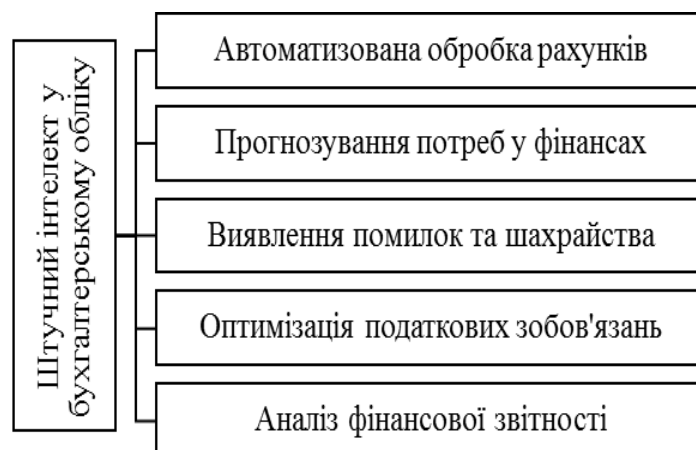 Штучний інтелект у
бухгалтерському обліку
Автоматизована обробка рахунків
Прогнозування потреб у фінансах
Виявлення помилок та шахрайства
Оптимізація податкових зобов'язань
Аналіз фінансової звітності